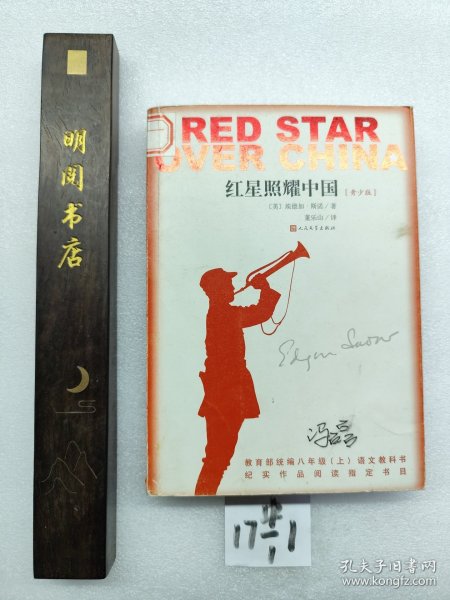 明阅书店
RED STAR
OVER CHINA
红星照耀中国 [青少版]
〔美〕埃德加·斯诺／著
董乐山／译
人民文学出版社
Edgar Snow
教育部统编八年级（上）语文教科书
纪实作品阅读指定书目
孔夫子旧书网
www.kongfz.com